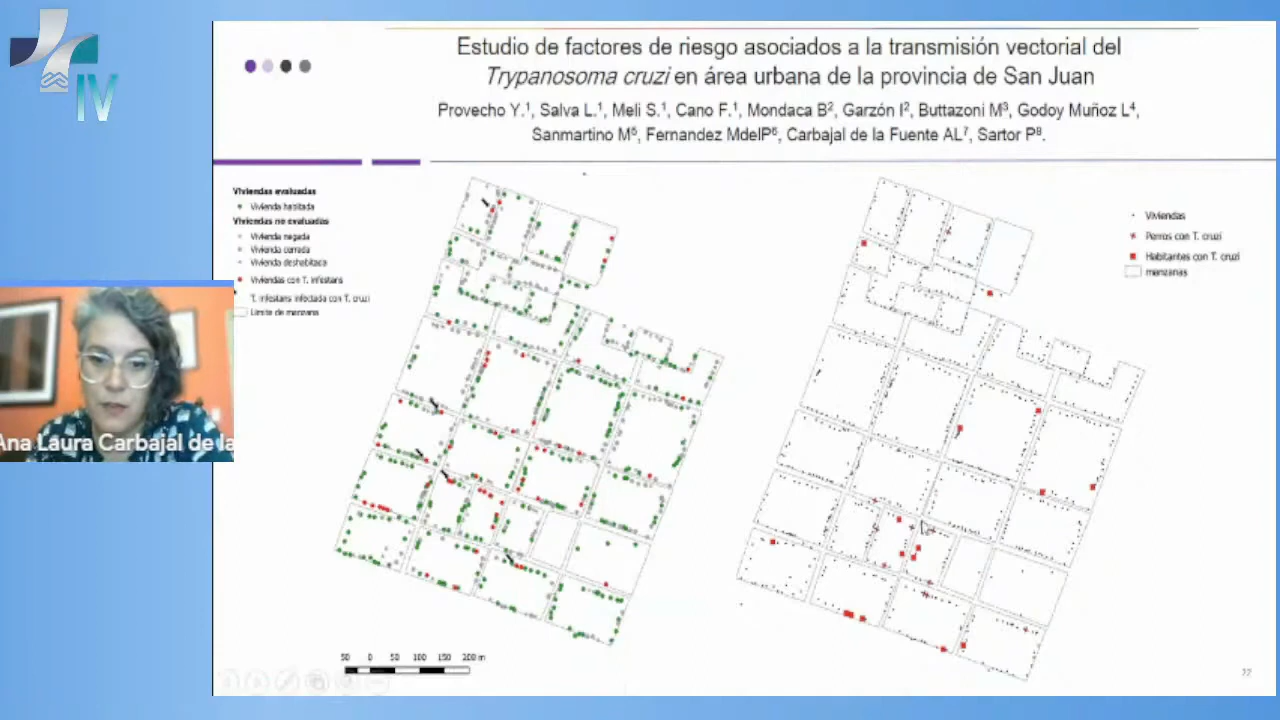 IV
Estudio de factores de riesgo asociados a la transmisión vectorial del
Trypanosoma cruzi en área urbana de la provincia de San Juan
Provecho Y.¹, Salva L.¹, Meli S.¹, Cano F.¹, Mondaca B², Garzón I², Buttazoni M³, Godoy Muñoz L⁴,
Sanmartino M⁵, Fernandez MdelP⁶, Carbajal de la Fuente AL⁷, Sartor P⁸.
Viviendas evaluadas
Vivienda habitada
Viviendas no evaluadas
Vivienda negada
Vivienda cerrada
Vivienda deshabitada
Viviendas con T. infestans
T. infestans infectada con T. cruzi
Límite de manzana
Viviendas
Perros con T. cruzi
Habitantes con T cruzi
manzanas
Ana Laura Carbajal de la
50 0 50 100 150 200 m
22